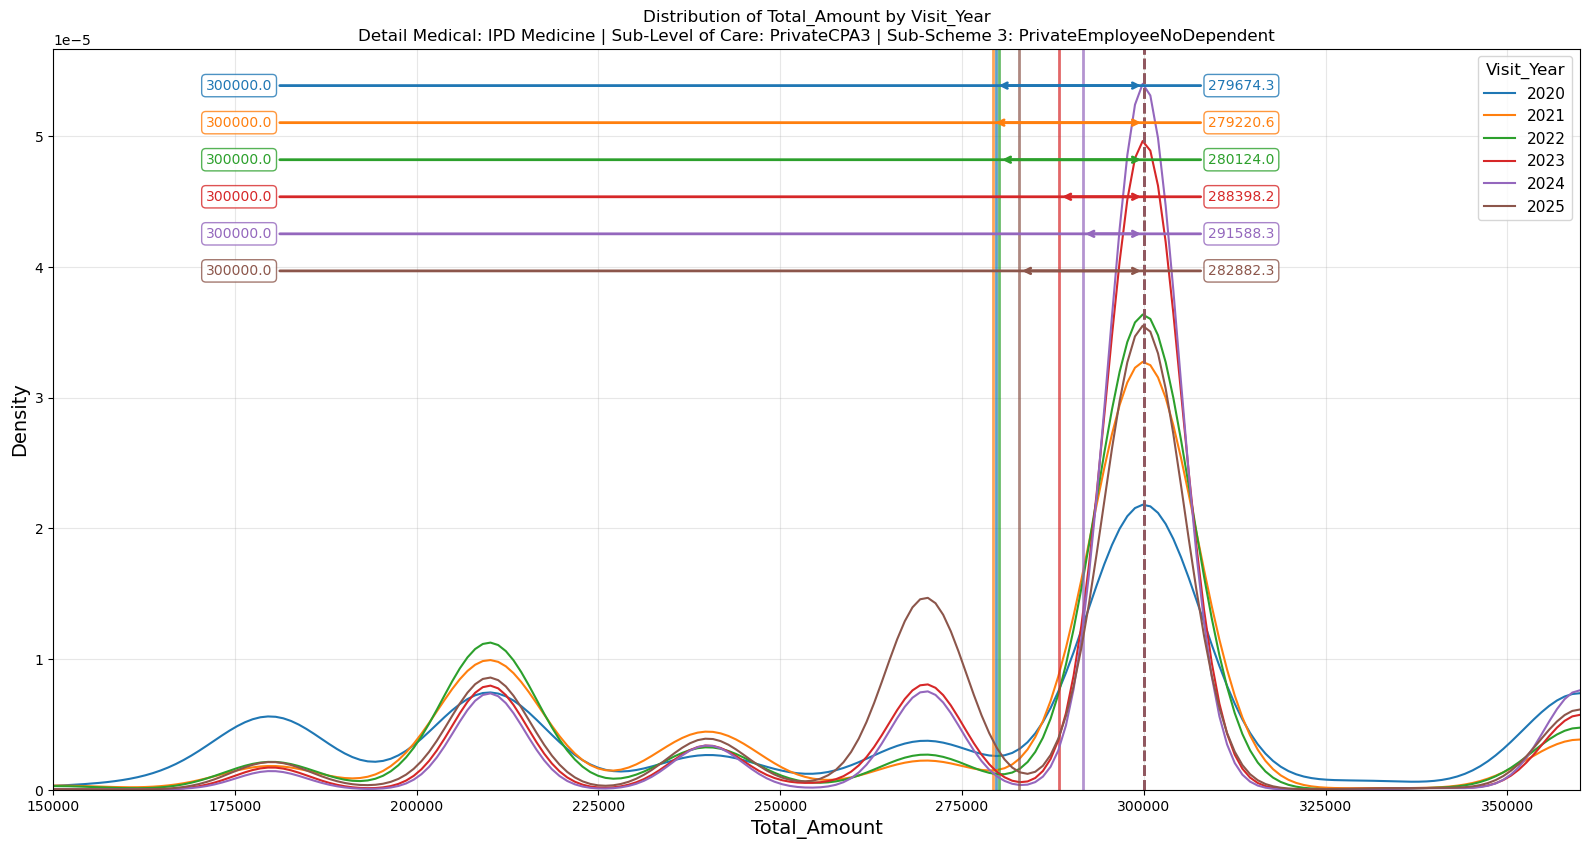 Distribution of Total_Amount by Visit_Year
Detail Medical: IPD Medicine | Sub-Level of Care: PrivateCPA3 | Sub-Scheme 3: PrivateEmployeeNoDependent
1e−5
Visit_Year
2020
2021
2022
2023
2024
2025
300000.0 279674.3
300000.0 279220.6
300000.0 280124.0
300000.0 288398.2
300000.0 291588.3
300000.0 282882.3
Density
5
4
3
2
1
0
150000 175000 200000 225000 250000 275000 300000 325000 350000
Total_Amount